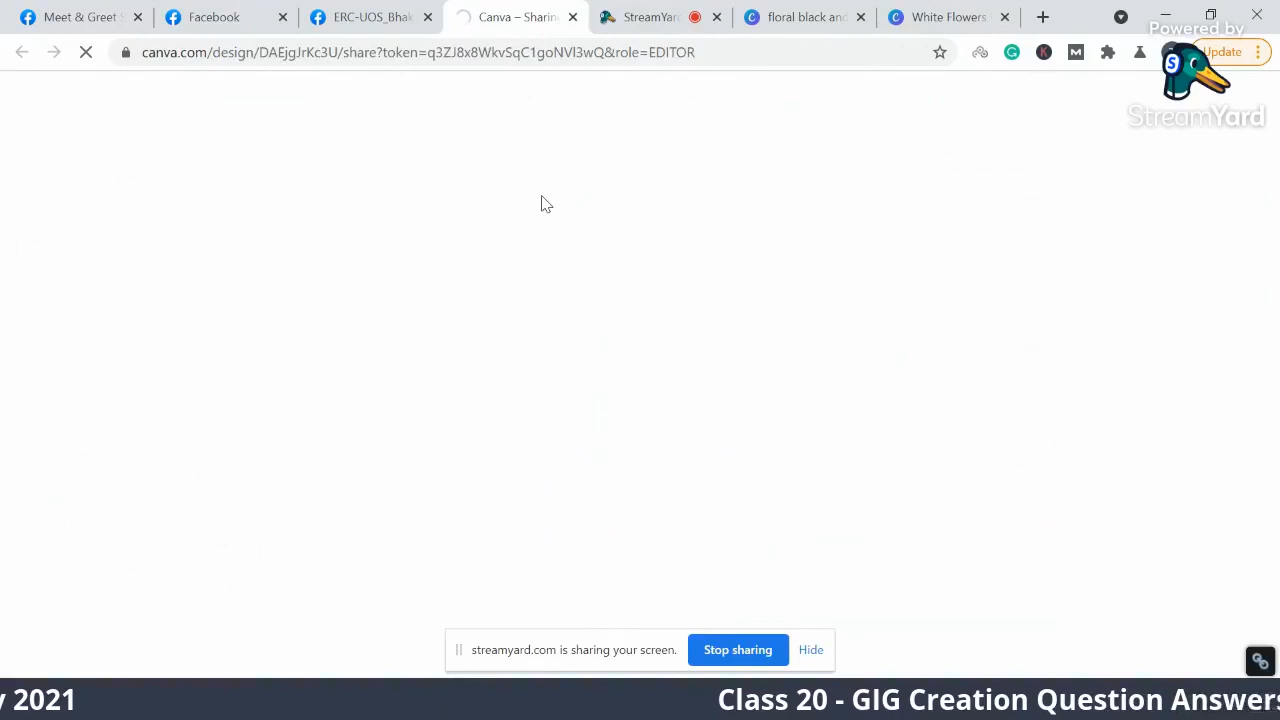 Meet & Greet S
Facebook
ERC-UOS_Bhak
Canva – Sharin
StreamYard
floral black and
White Flowers
canva.com/design/DAEjgJrKc3U/share?token=q3ZJ8x8WkvSqC1goNVl3wQ&role=EDITOR
Update
Powered by
StreamYard
streamyard.com is sharing your screen.
Stop sharing
Hide
y 2021
Class 20 - GIG Creation Question Answers